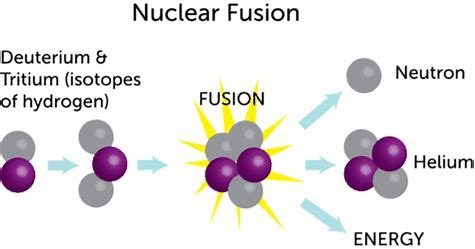 Nuclear Fusion
Deuterium &
Tritium (isotopes
of hydrogen)
FUSION
Neutron
Helium
ENERGY